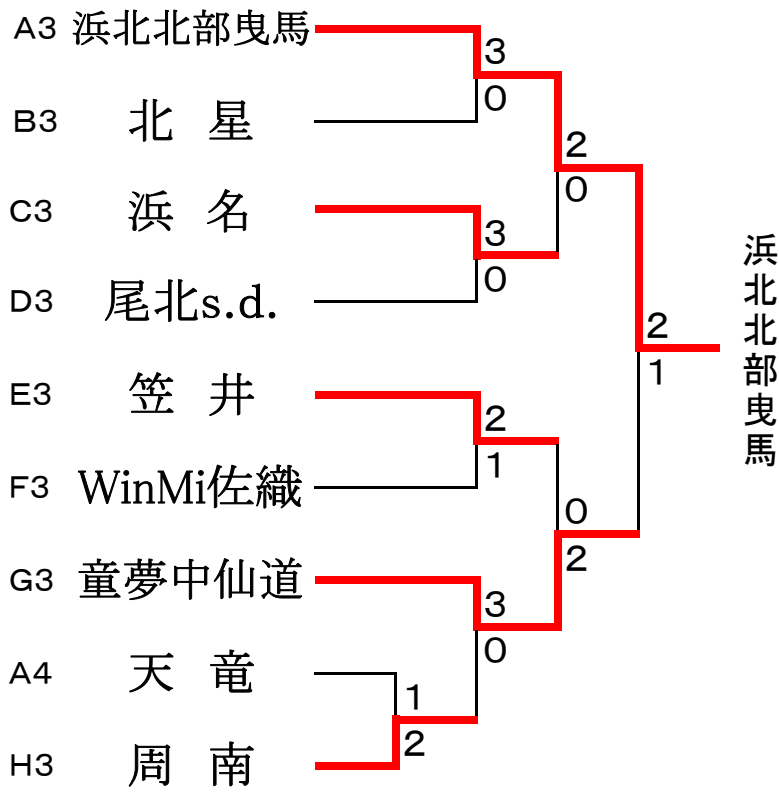 A3 浜北北部曳馬
3
0
B3 北 星
2
0
C3 浜 名
3
0
D3 尾北s.d.
2
1
浜北北部曳馬
E3 笠 井
2
1
F3 WinMi佐織
0
2
G3 童夢中仙道
3
0
A4 天 竜
1
2
H3 周 南